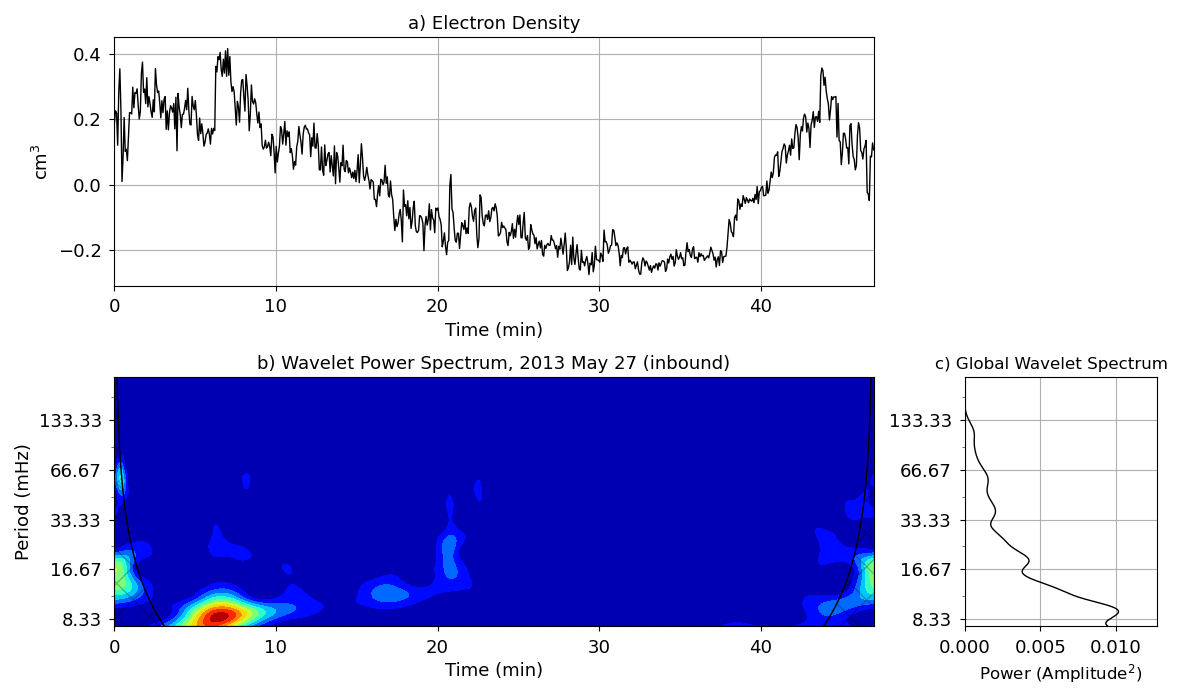 a) Electron Density
0.4
0.2
0.0
−0.2
cm³
0 10 20 30 40
Time (min)
b) Wavelet Power Spectrum, 2013 May 27 (inbound)
133.33
66.67
33.33
16.67
8.33
Period (mHz)
0 10 20 30 40
Time (min)
c) Global Wavelet Spectrum
133.33
66.67
33.33
16.67
8.33
0.000 0.005 0.010
Power (Amplitude²)